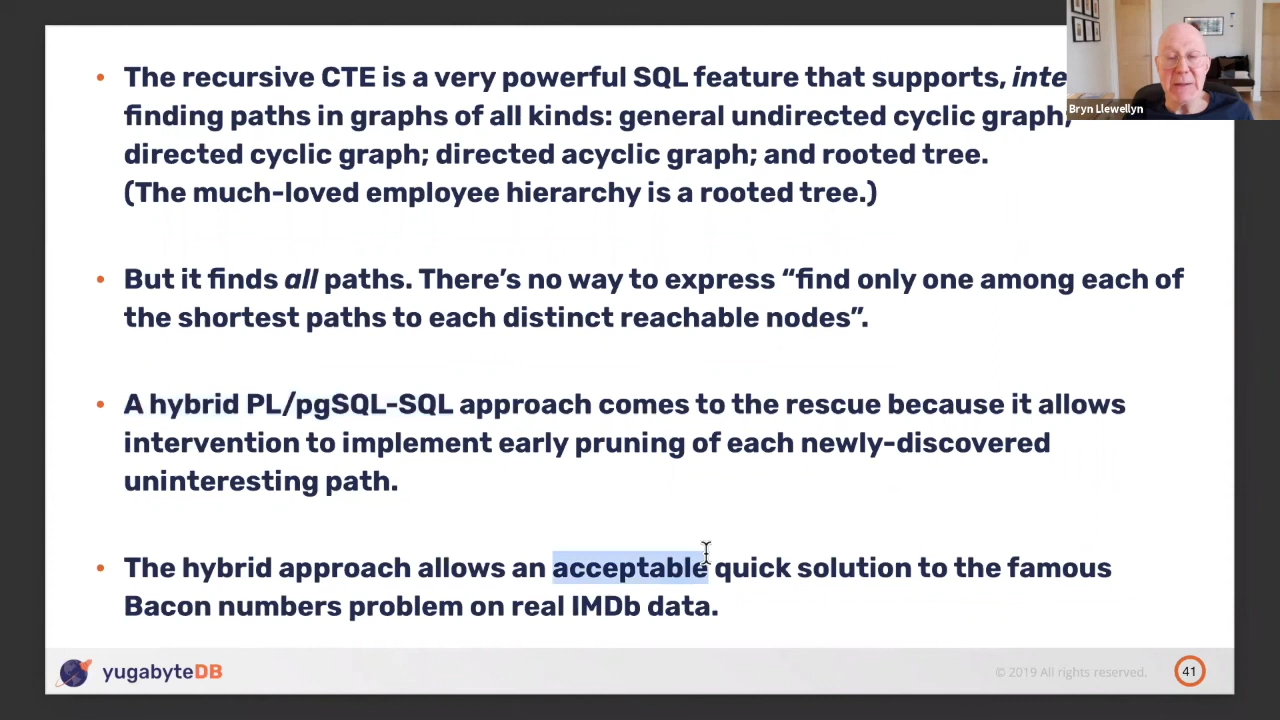 • The recursive CTE is a very powerful SQL feature that supports, inte
finding paths in graphs of all kinds: general undirected cyclic graph;
directed cyclic graph; directed acyclic graph; and rooted tree.
(The much-loved employee hierarchy is a rooted tree.)
• But it finds all paths. There's no way to express “find only one among each of
the shortest paths to each distinct reachable nodes”.
• A hybrid PL/pgSQL-SQL approach comes to the rescue because it allows
intervention to implement early pruning of each newly-discovered
uninteresting path.
• The hybrid approach allows an acceptable quick solution to the famous
Bacon numbers problem on real IMDb data.
Bryn Llewellyn
yugabyteDB
© 2019 All rights reserved.
41